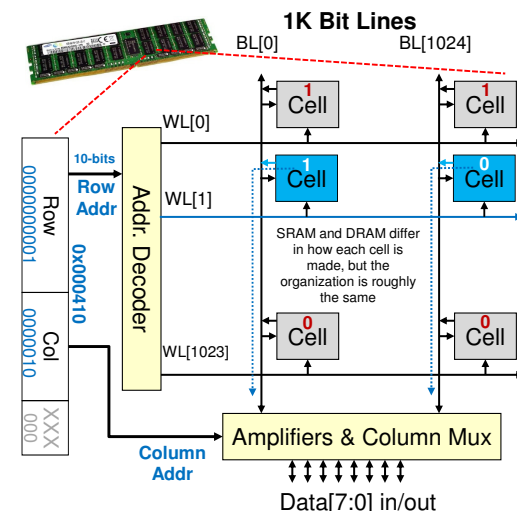 1K Bit Lines
BL[0]
BL[1024]
1
Cell
1
Cell
WL[0]
10-bits
Row
Addr
Row
0000000001
0x000410
Addr. Decoder
1
Cell
0
Cell
WL[1]
SRAM and DRAM differ
in how each cell is
made, but the
organization is roughly
the same
Col
0000010
0
Cell
0
Cell
WL[1023]
XXX
000
Column
Addr
Amplifiers & Column Mux
Data[7:0] in/out